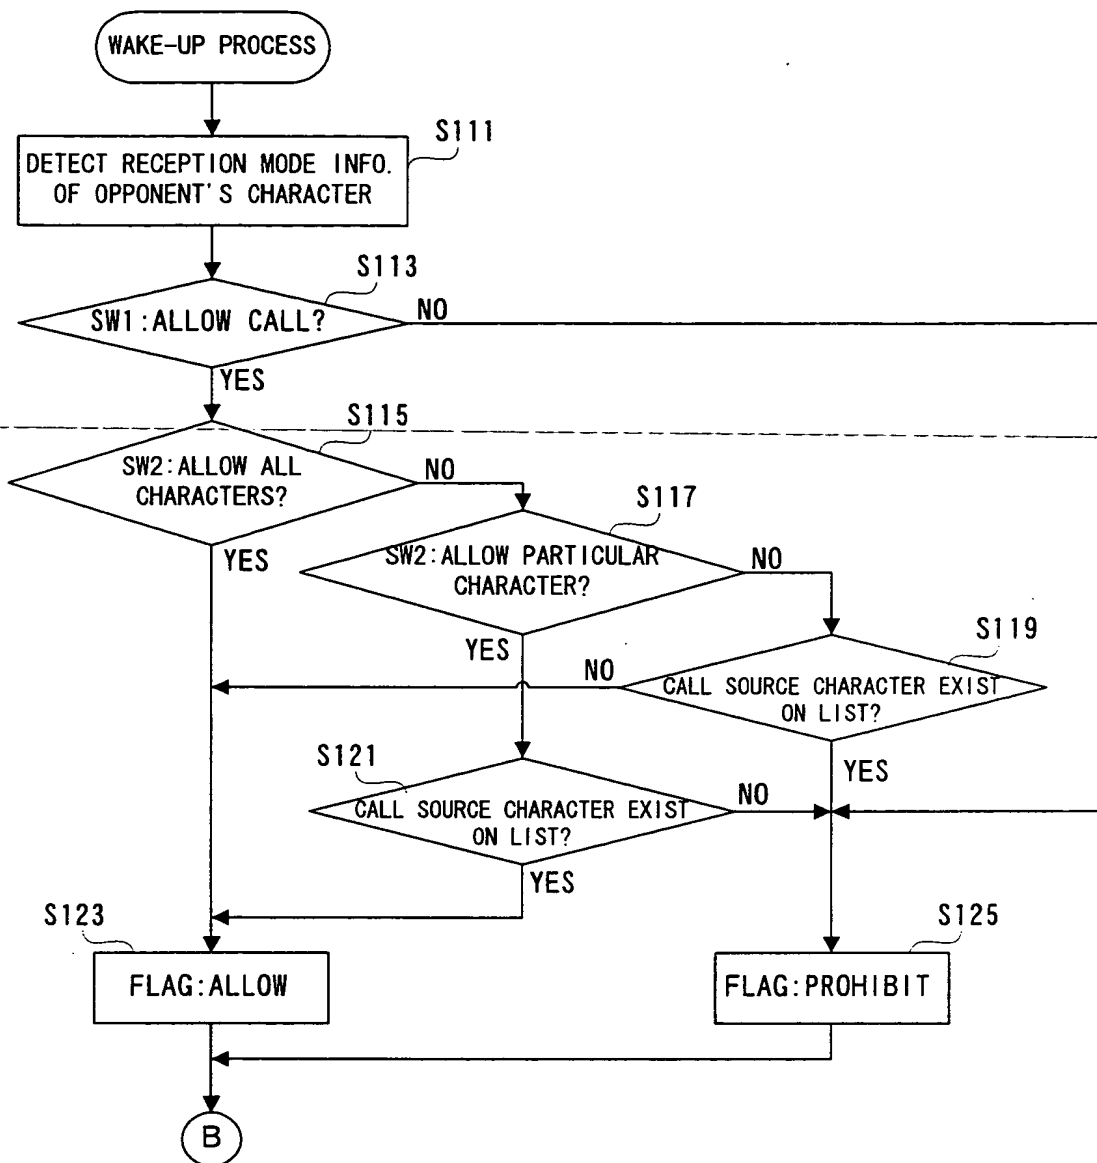 WAKE-UP PROCESS
S111
DETECT RECEPTION MODE INFO.
OF OPPONENT'S CHARACTER
S113
SW1:ALLOW CALL?
NO
YES
S115
SW2:ALLOW ALL
CHARACTERS?
NO
YES
S117
SW2:ALLOW PARTICULAR
CHARACTER?
NO
YES
S119
CALL SOURCE CHARACTER EXIST
ON LIST?
NO
YES
S121
CALL SOURCE CHARACTER EXIST
ON LIST?
NO
YES
S123
FLAG:ALLOW
S125
FLAG:PROHIBIT
B